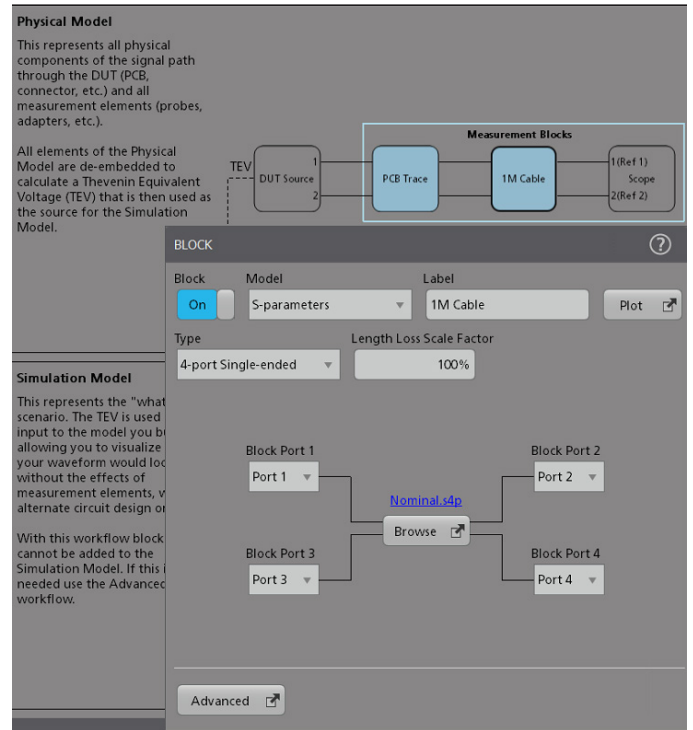 Physical Model
This represents all physical
components of the signal path
through the DUT (PCB,
connector, etc.) and all
measurement elements (probes,
adapters, etc.).
All elements of the Physical
Model are de-embedded to
calculate a Thevenin Equivalent
Voltage (TEV) that is then used as
the source for the Simulation
Model.
Measurement Blocks
TEV
DUT Source
1
2
PCB Trace
1M Cable
1(Ref 1)
Scope
2(Ref 2)
BLOCK
?
Block
Model
Label
On
S-parameters
1M Cable
Plot
Type
Length Loss Scale Factor
4-port Single-ended
100%
Block Port 1
Port 1
Block Port 2
Port 2
Nominal.s4p
Browse
Block Port 3
Port 3
Block Port 4
Port 4
Advanced
Simulation Model
This represents the "what
scenario. The TEV is used
input to the model you
allowing you to visualize
your waveform would
without the effects of
measurement elements,
alternate circuit design
With this workflow block
cannot be added to the
Simulation Model. If this
needed use the Advanced
workflow.